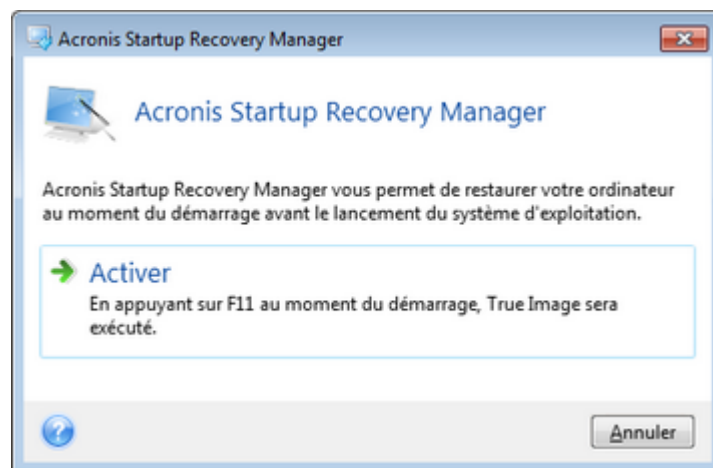 Acronis Startup Recovery Manager
Acronis Startup Recovery Manager
Acronis Startup Recovery Manager vous permet de restaurer votre ordinateur
au moment du démarrage avant le lancement du système d'exploitation.
Activer
En appuyant sur F11 au moment du démarrage, True Image sera
exécuté.
?
Annuler